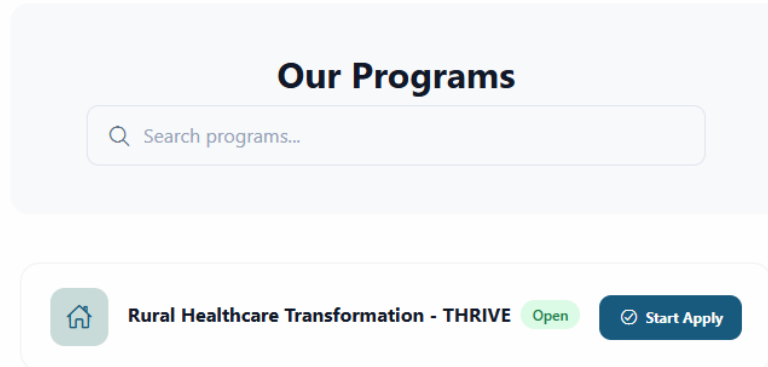 Our Programs
Search programs...
Rural Healthcare Transformation - THRIVE Open Start Apply